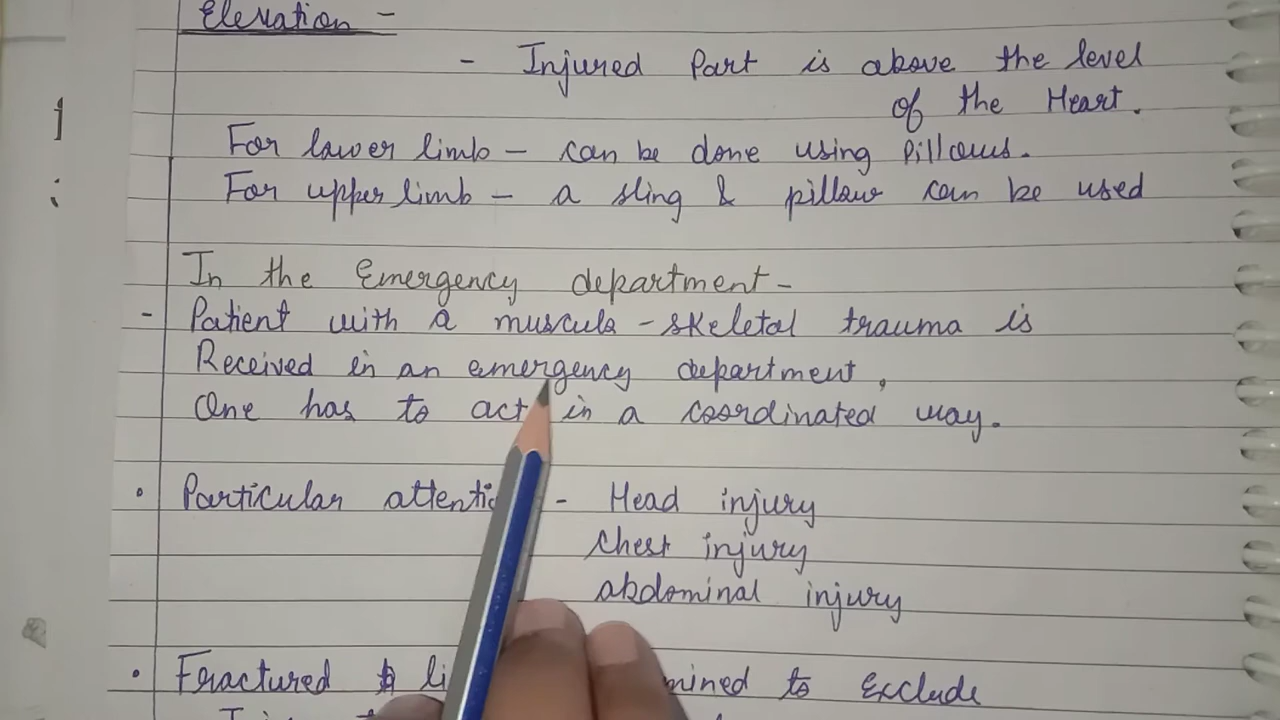 Elevation -
- Injured Part is above the level
of the Heart.
For lower limb - can be done using Pillows.
For upper limb - a sling & pillow can be used
In the Emergency department -
- Patient with a musculo-skeletal trauma is
Received in an emergency department,
One has to act in a coordinated way.
• Particular - Head injury
Chest injury
abdominal injury
• Fractured to Exclude